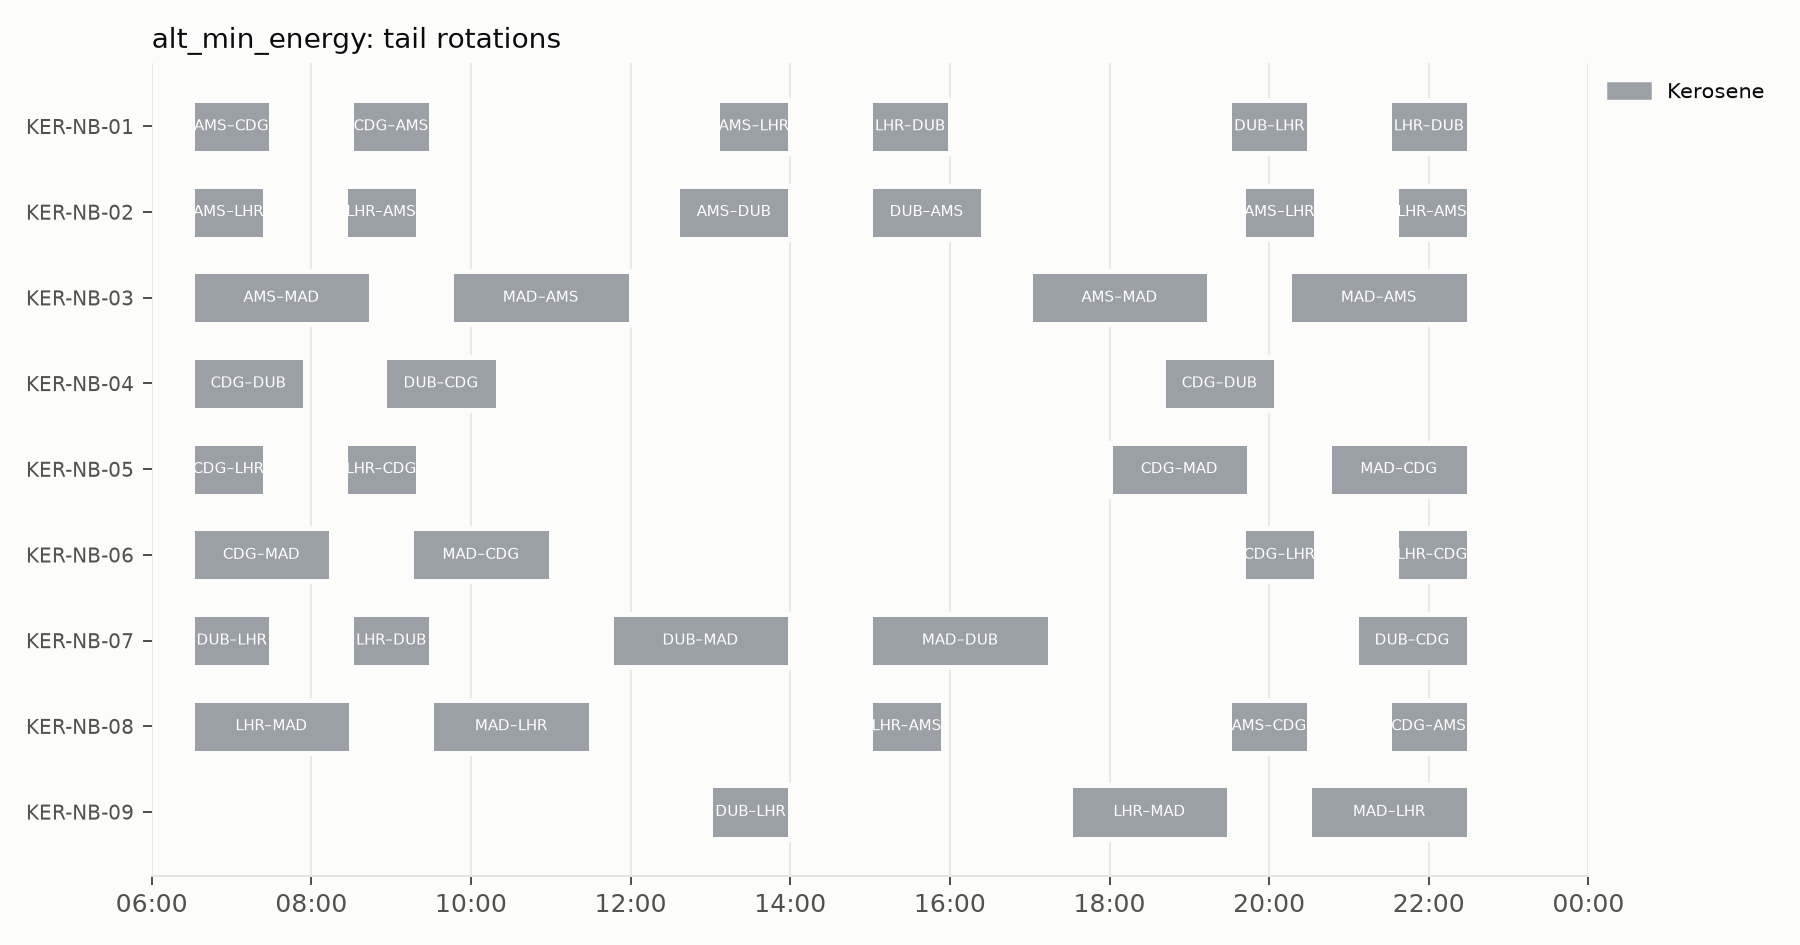 alt_min_energy: tail rotations
Kerosene
KER-NB-01 AMS–CDG CDG–AMS AMS–LHR LHR–DUB DUB–LHR LHR–DUB
KER-NB-02 AMS–LHR LHR–AMS AMS–DUB DUB–AMS AMS–LHR LHR–AMS
KER-NB-03 AMS–MAD MAD–AMS AMS–MAD MAD–AMS
KER-NB-04 CDG–DUB DUB–CDG CDG–DUB
KER-NB-05 CDG–LHR LHR–CDG CDG–MAD MAD–CDG
KER-NB-06 CDG–MAD MAD–CDG CDG–LHR LHR–CDG
KER-NB-07 DUB–LHR LHR–DUB DUB–MAD MAD–DUB DUB–CDG
KER-NB-08 LHR–MAD MAD–LHR LHR–AMS AMS–CDG CDG–AMS
KER-NB-09 DUB–LHR LHR–MAD MAD–LHR
06:00 08:00 10:00 12:00 14:00 16:00 18:00 20:00 22:00 00:00